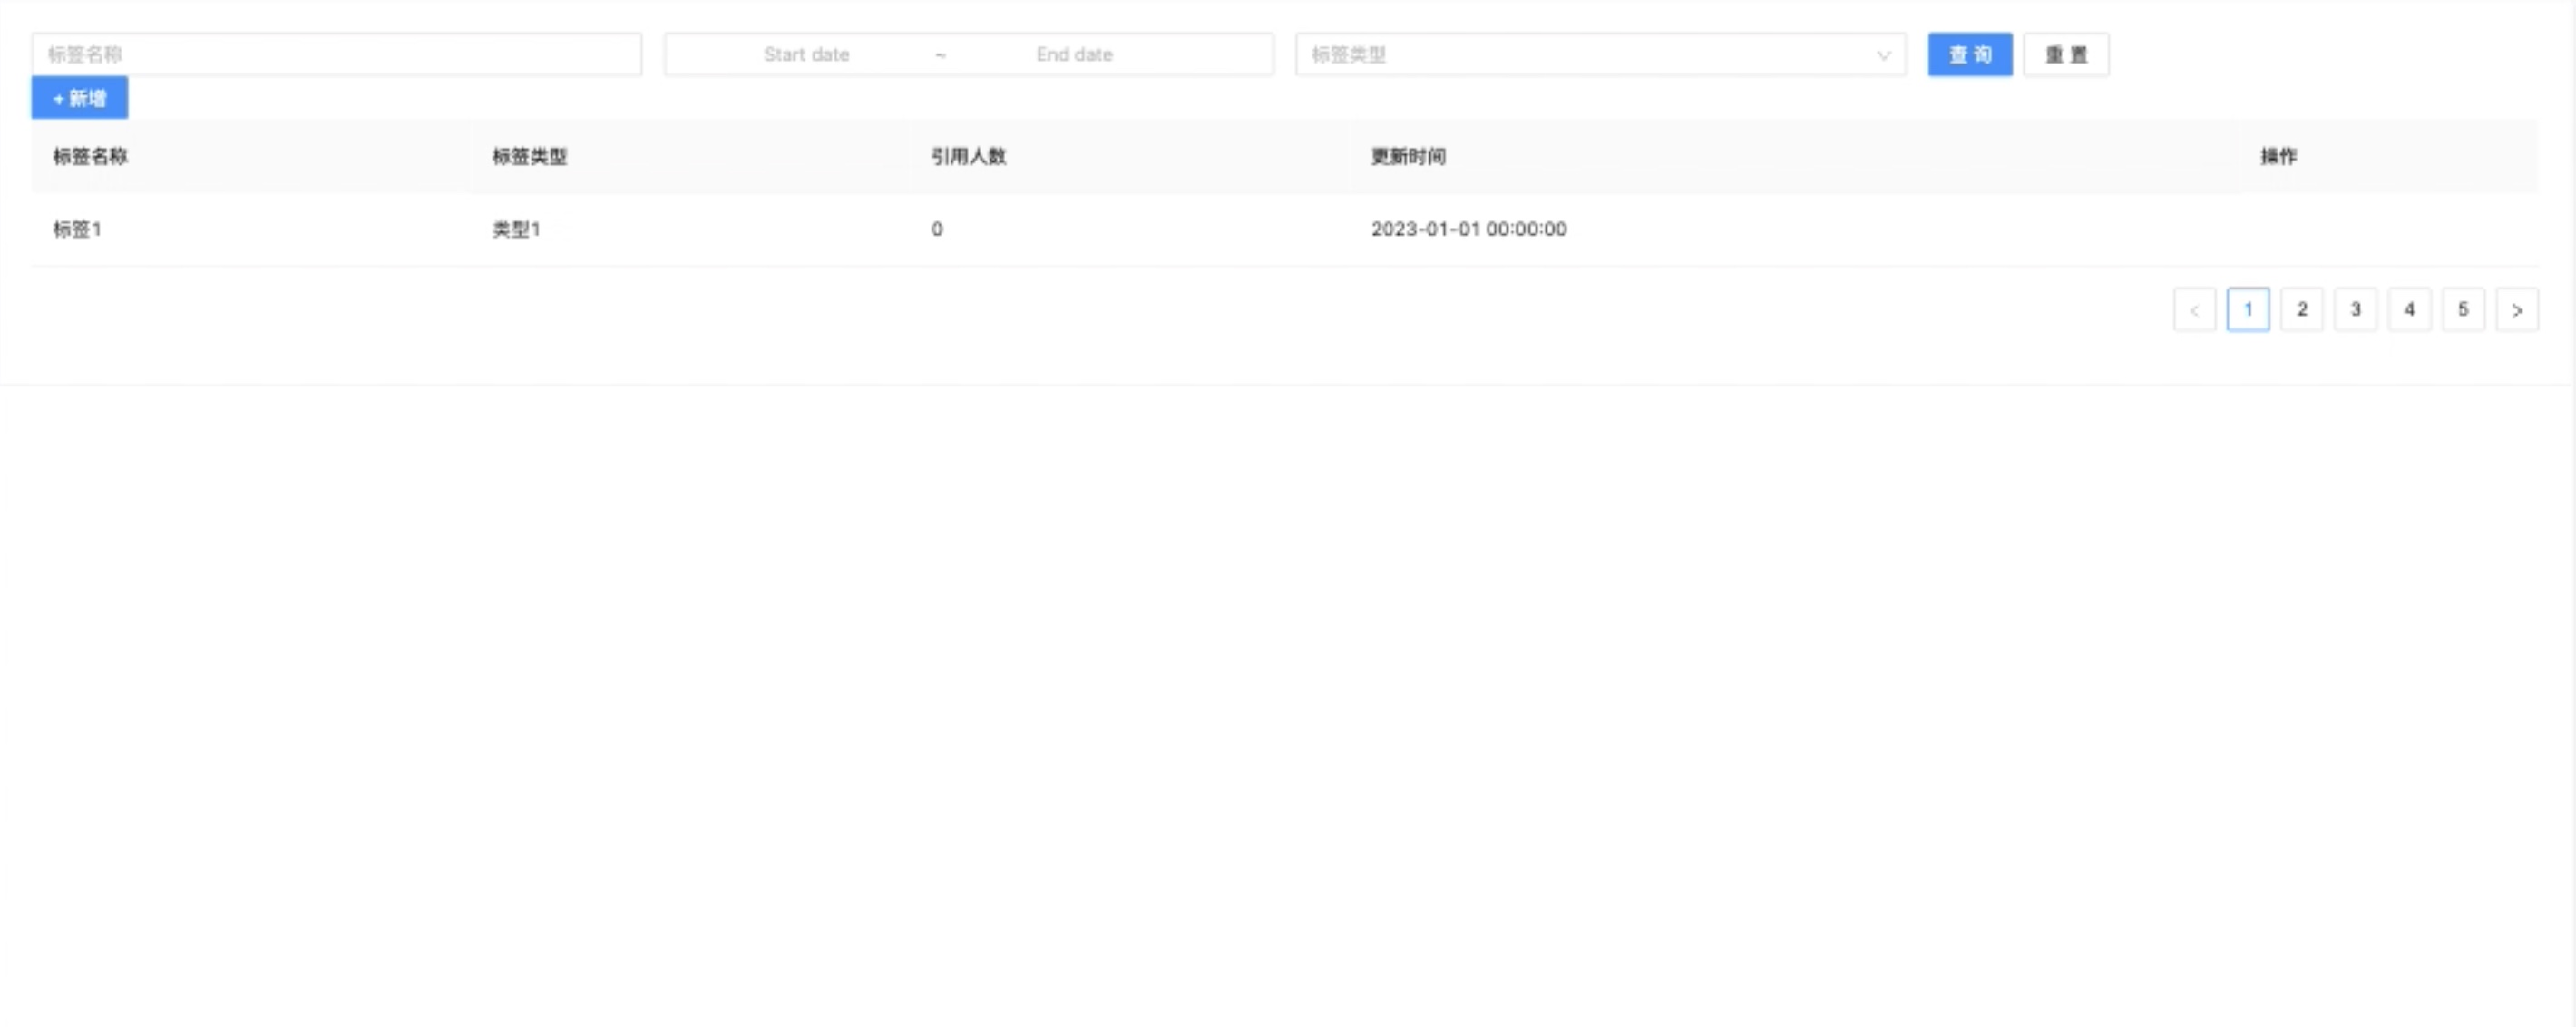 标签名称 Start date ~ End date 标签类型 查询 重置
+ 新增
标签名称 标签类型 引用人数 更新时间 操作
标签1 类型1 0 2023-01-01 00:00:00
< 1 2 3 4 5 >